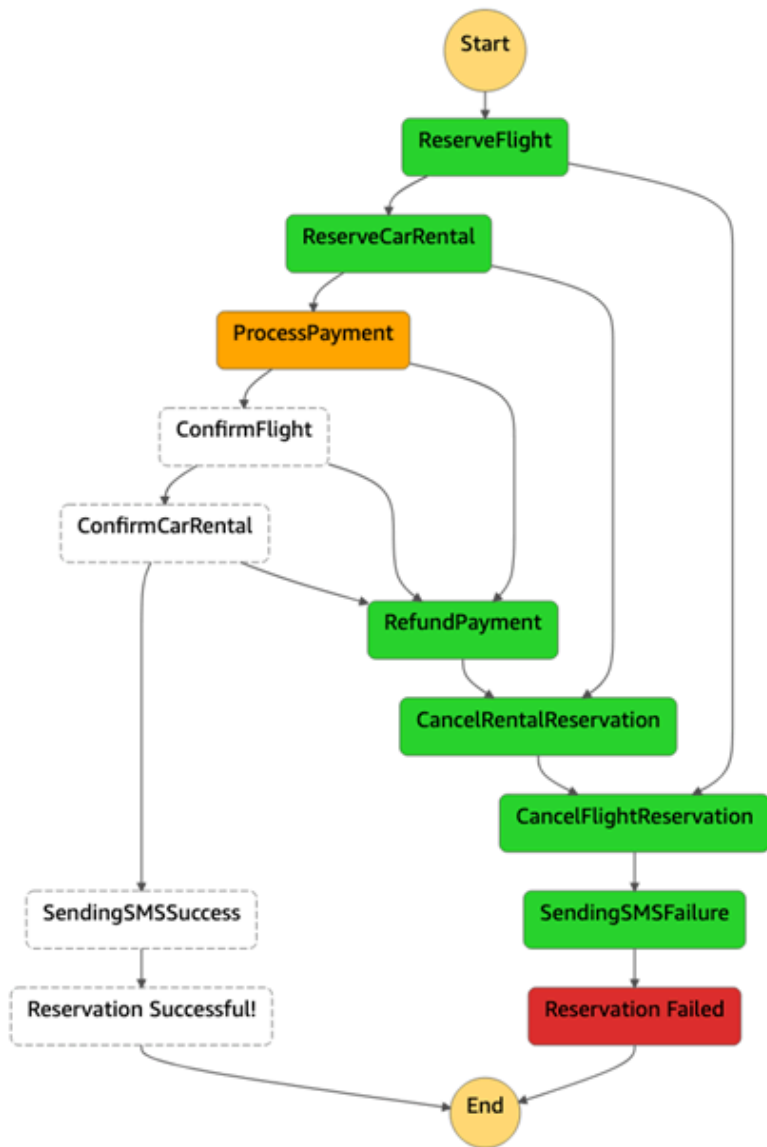 Start
ReserveFlight
ReserveCarRental
ProcessPayment
ConfirmFlight
ConfirmCarRental
RefundPayment
CancelRentalReservation
CancelFlightReservation
SendingSMSSuccess
SendingSMSFailure
Reservation Successful!
Reservation Failed
End